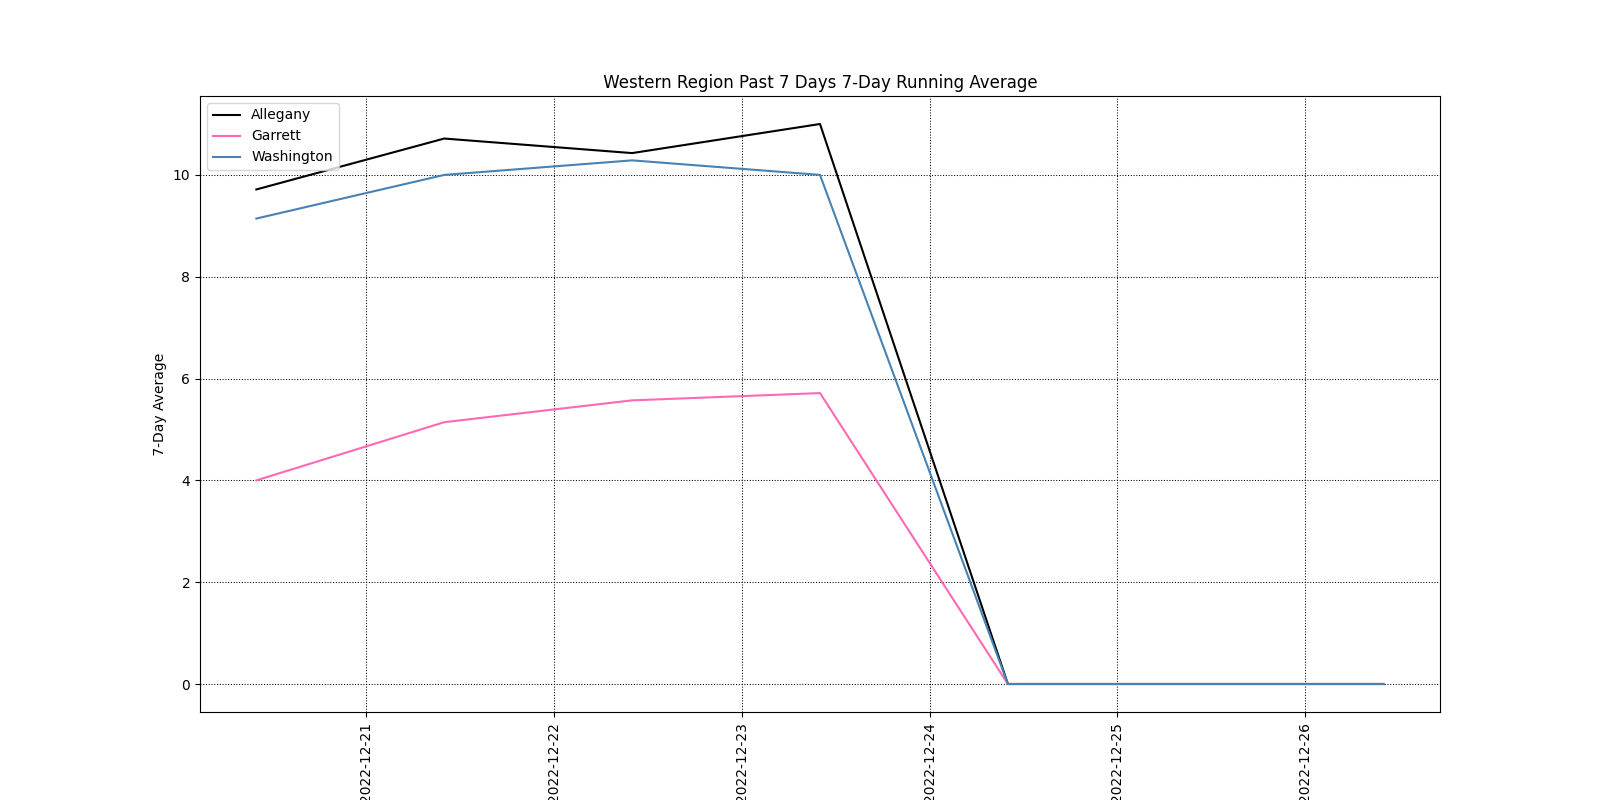 Western Region Past 7 Days 7-Day Running Average
Allegany
Garrett
Washington
7-Day Average
10
8
6
4
2
0
2022-12-21
2022-12-22
2022-12-23
2022-12-24
2022-12-25
2022-12-26